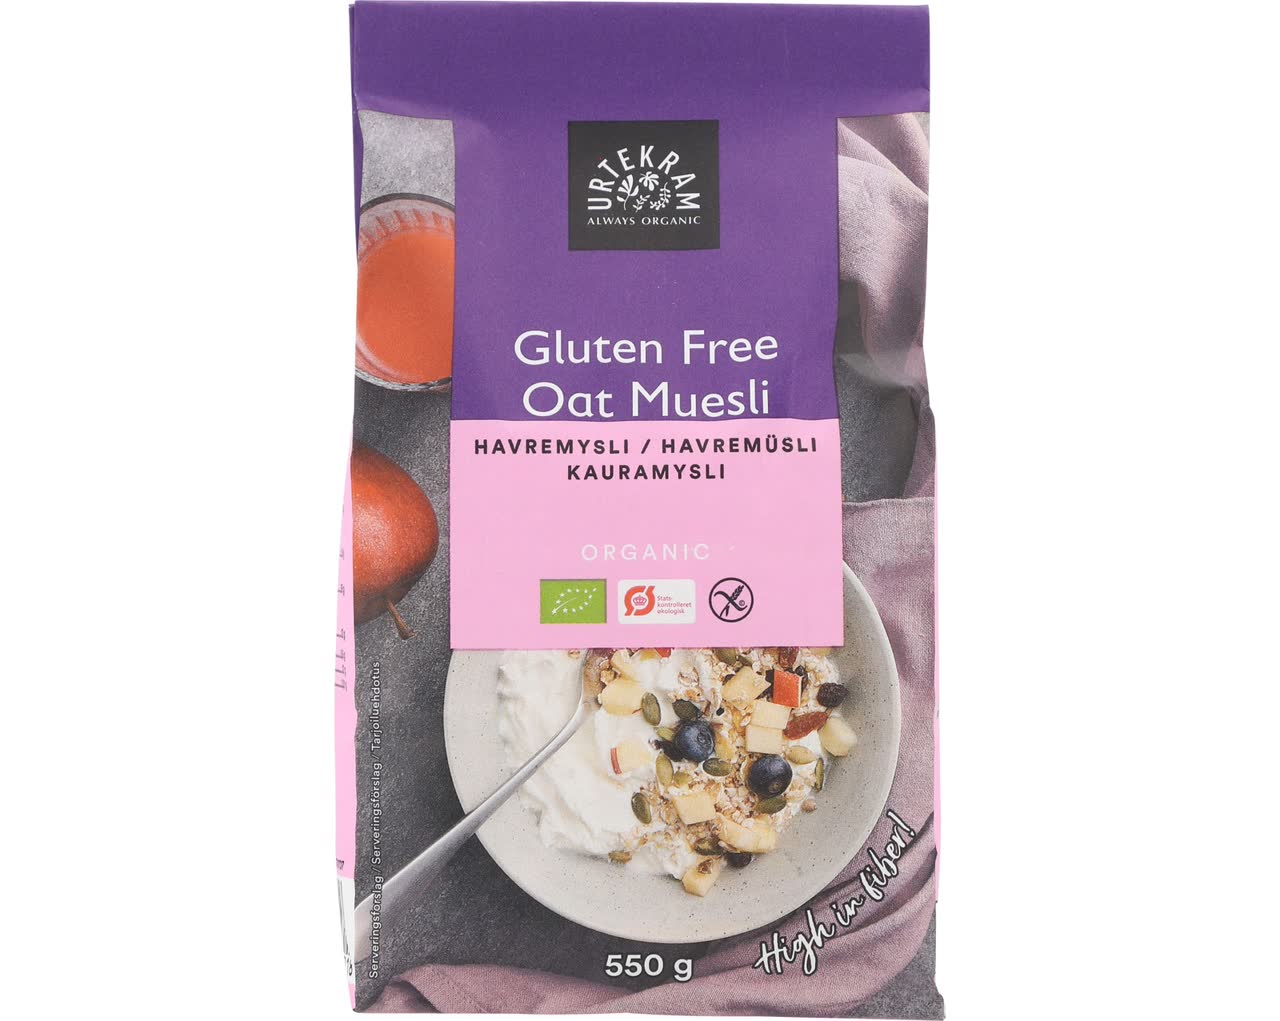 URTEKRAM
ALWAYS ORGANIC
Gluten Free
Oat Muesli
HAVREMYSLI / HAVREMÜSLI
KAURAMYSLI
ORGANIC
Stats-
kontrolleret
økologisk
High in fiber!
550 g
Serveringsforslag / Serveringsförslag / Tarjoiluehdotus